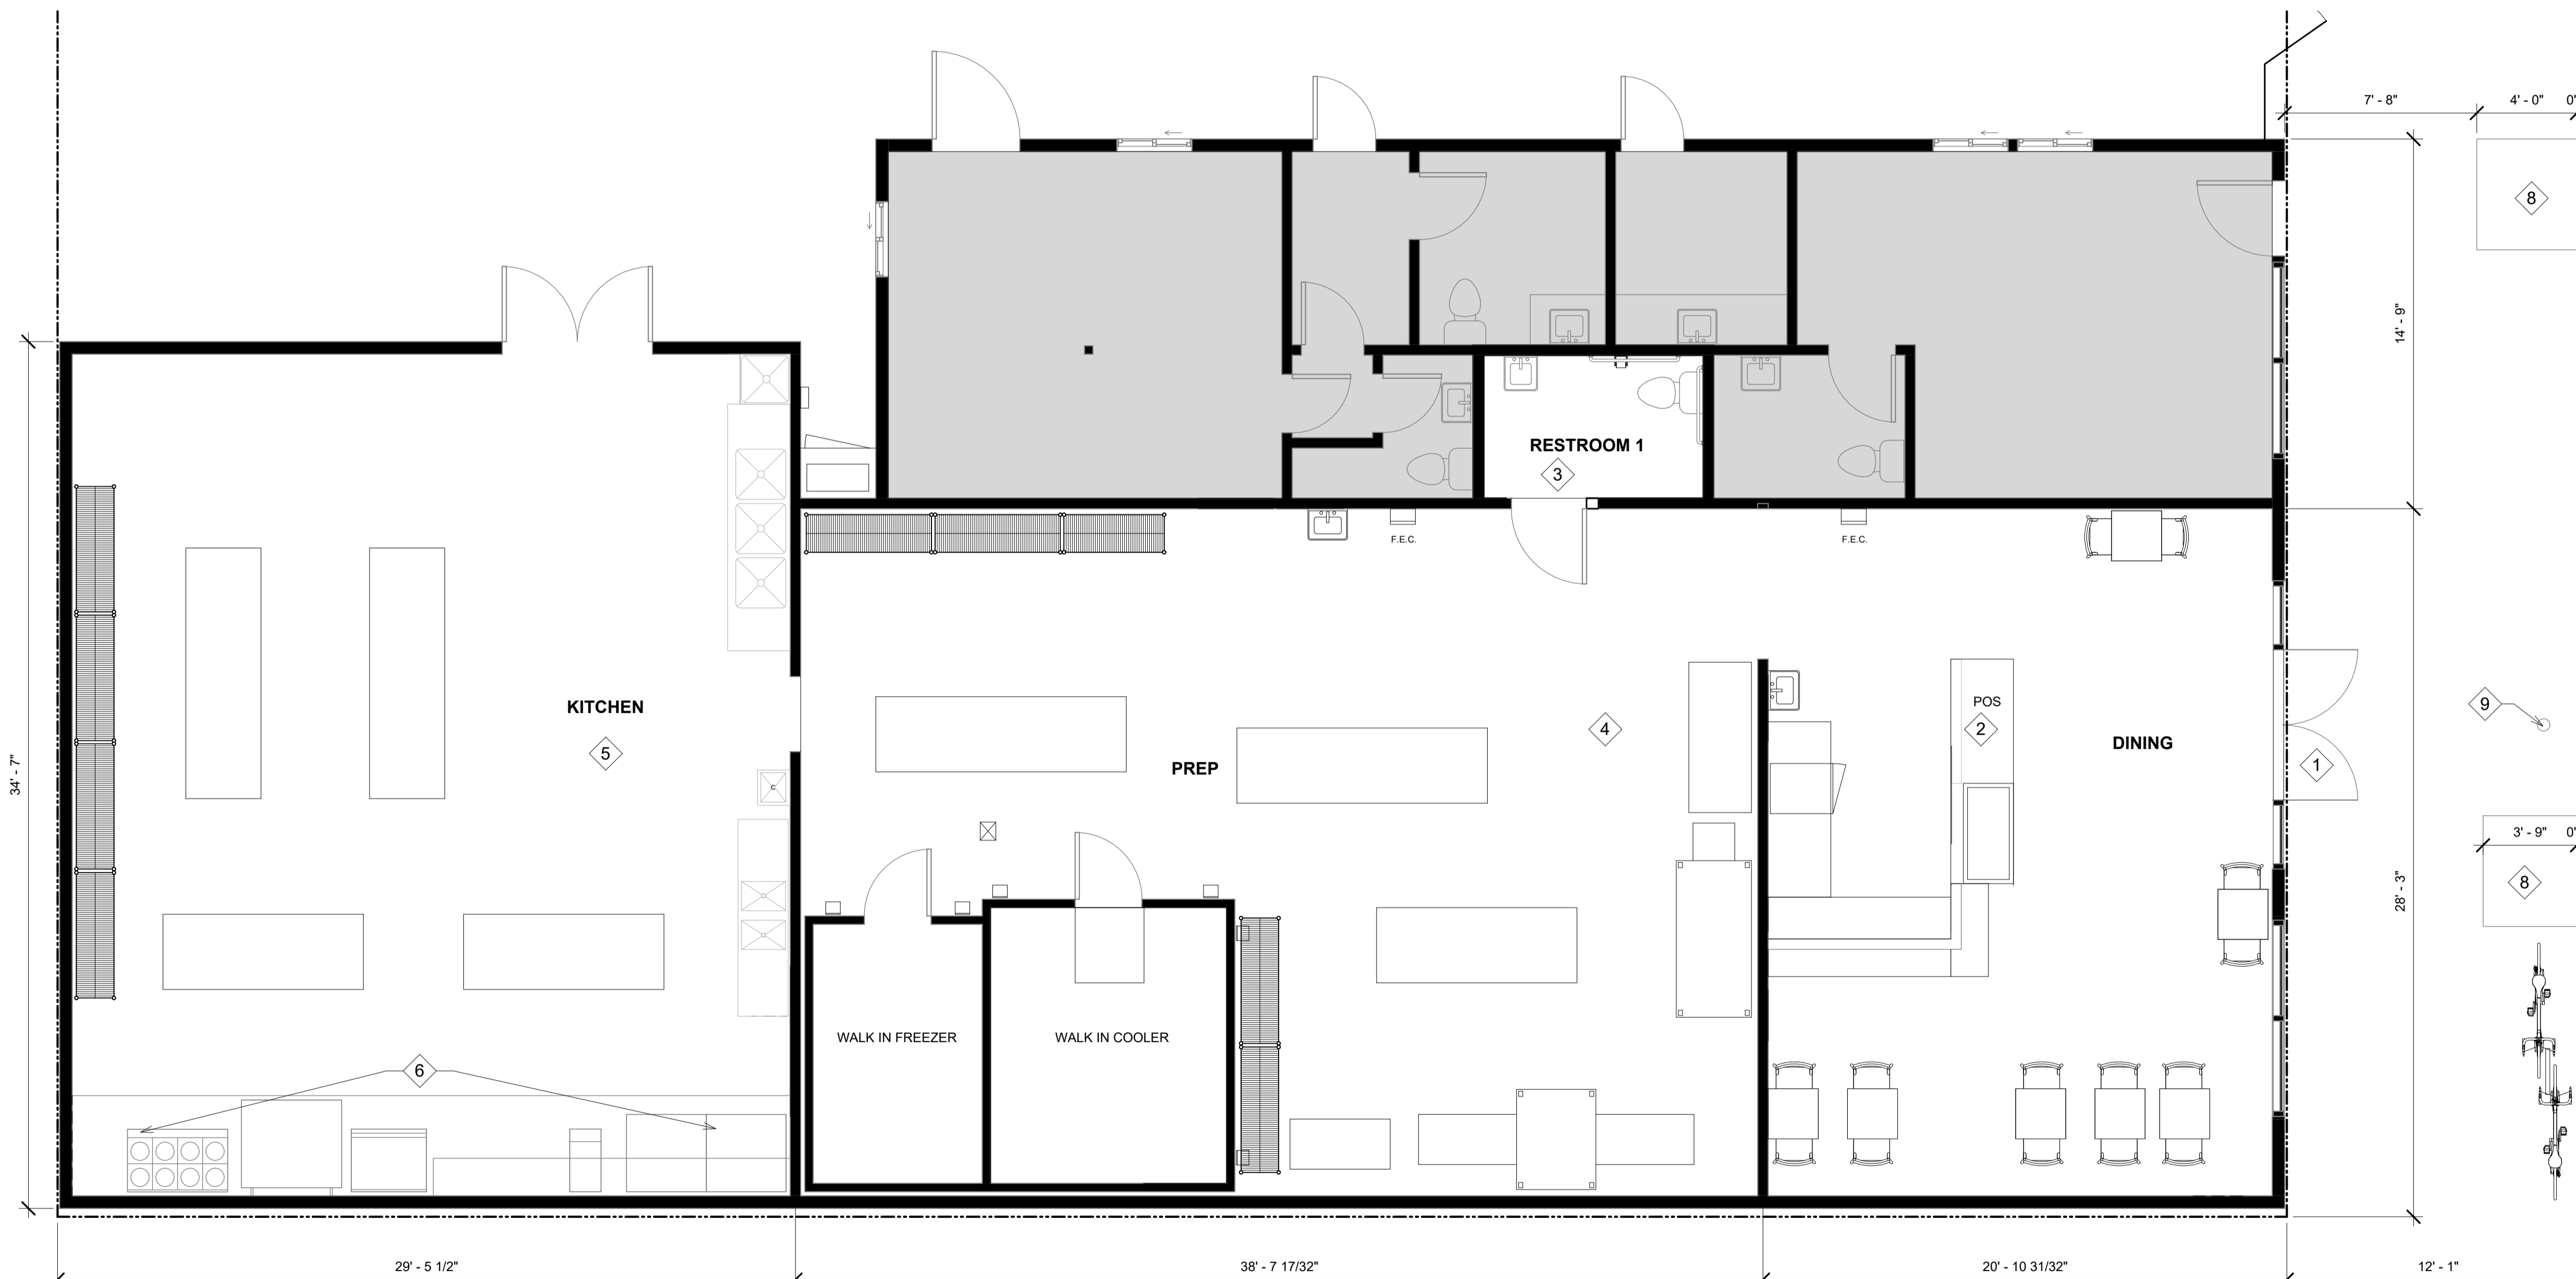 7' - 8"
4' - 0"
0'
8
14' - 9"
RESTROOM 1
3
F.E.C.
F.E.C.
KITCHEN
5
POS
2
4
9
DINING
1
PREP
34' - 7"
C
3' - 9"
0'
8
28' - 3"
WALK IN FREEZER
WALK IN COOLER
6
29' - 5 1/2"
38' - 7 17/32"
20' - 10 31/32"
12' - 1"